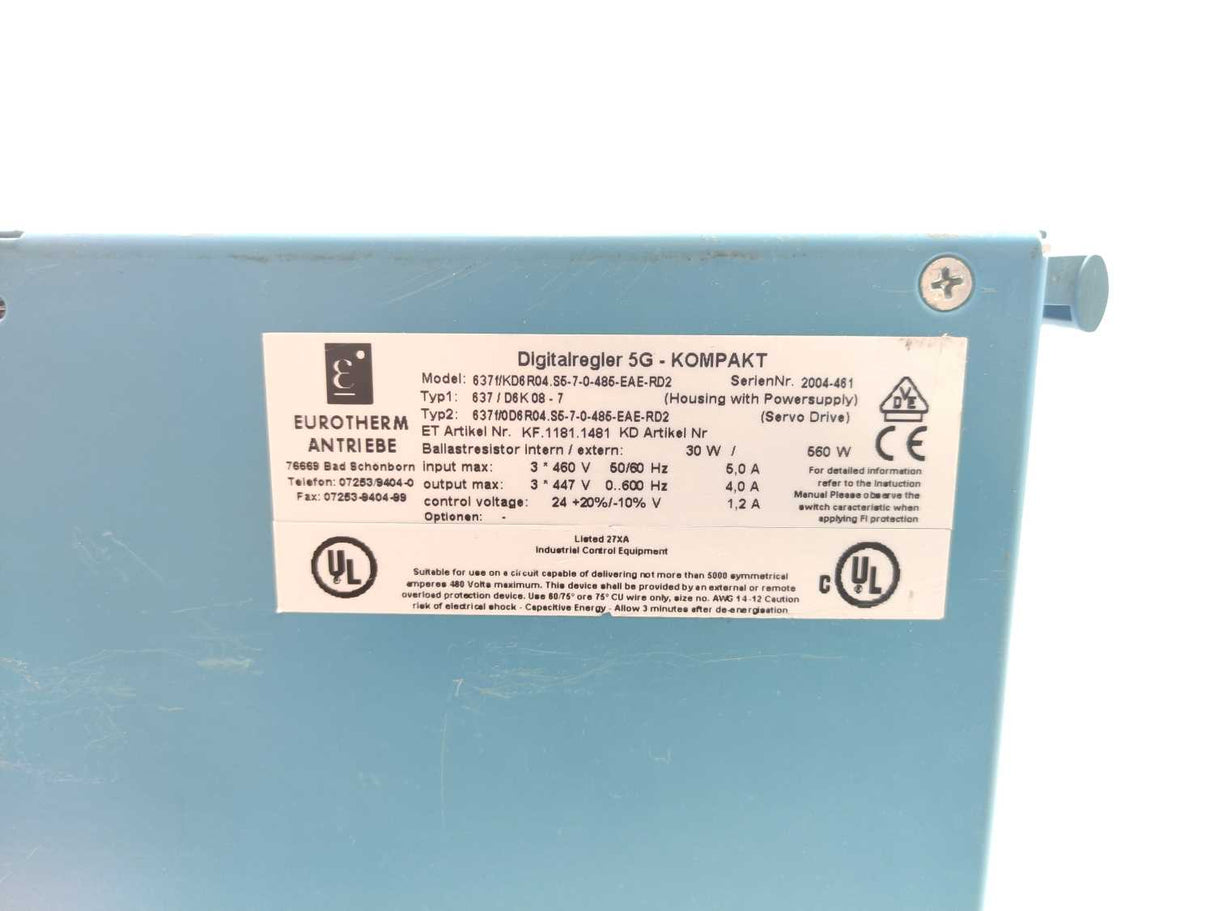 Digitalregler 5G - KOMPAKT
Model: 637f/KD6R04.S5-7-0-485-EAE-RD2 SerienNr. 2004-461
Typ1: 637 / D6K 08 - 7 (Housing with Powersupply)
Typ2: 637f/0D6R04.S5-7-0-485-EAE-RD2 (Servo Drive)
ET Artikel Nr. KF.1181.1481 KD Artikel Nr
Ballastresistor intern / extern: 30 W / 560 W
input max: 3 * 460 V 50/60 Hz 5,0 A
output max: 3 * 447 V 0..600 Hz 4,0 A
control voltage: 24 +20%/-10% V 1,2 A
Optionen: -
ε
EUROTHERM
ANTRIEBE
76669 Bad Schonborn
Telefon: 07253/9404-0
Fax: 07253-9404-99
DVE
CE
For detailed information
refer to the Instuction
Manual Please observe the
switch caracteristic when
applying FI protection
UL
Listed 27XA
Industrial Control Equipment
Suitable for use on a circuit capable of delivering not more than 5000 symmetrical
amperes 480 Volts maximum. This device shall be provided by an external or remote
overload protection device. Use 60/75° ore 75° CU wire only, size no. AWG 14-12 Caution
risk of electrical shock - Capacitive Energy - Allow 3 minutes after de-energisation
C UL